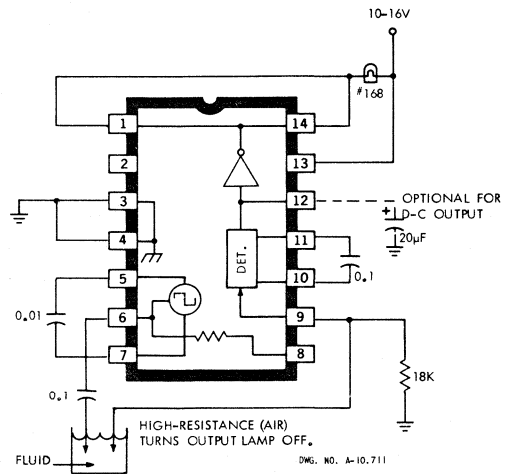 10-16V
#168
1
14
2
13
3
12
OPTIONAL FOR
D-C OUTPUT
+
20µF
4
11
DET.
0.1
5
10
0.01
6
9
7
8
18K
0.1
HIGH-RESISTANCE (AIR)
TURNS OUTPUT LAMP OFF.
FLUID
DWG. NO. A-10,711